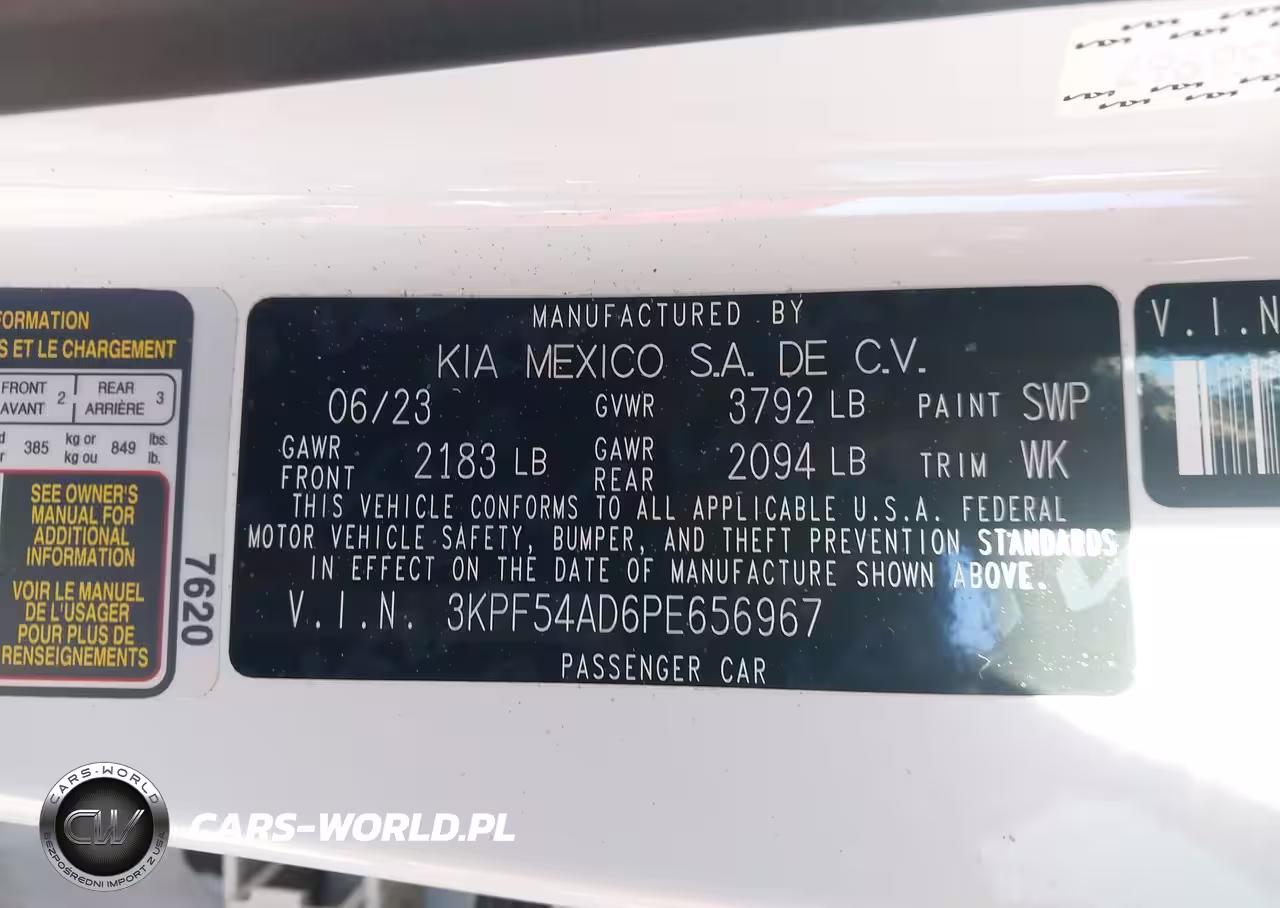 FORMATION
S ET LE CHARGEMENT
FRONT 2 REAR 3
AVANT ARRIÈRE
385 kg or 849 lbs.
kg ou lb.
SEE OWNER'S
MANUAL FOR
ADDITIONAL
INFORMATION
VOIR LE MANUEL
DE L'USAGER
POUR PLUS DE
RENSEIGNEMENTS
7620
MANUFACTURED BY
KIA MEXICO S.A. DE C.V.
06/23 GVWR 3792 LB PAINT SWP
GAWR FRONT 2183 LB GAWR REAR 2094 LB TRIM WK
THIS VEHICLE CONFORMS TO ALL APPLICABLE U.S.A. FEDERAL
MOTOR VEHICLE SAFETY, BUMPER, AND THEFT PREVENTION STANDARDS
IN EFFECT ON THE DATE OF MANUFACTURE SHOWN ABOVE.
V.I.N. 3KPF54AD6PE656967
PASSENGER CAR
V.I.N
CARS-WORLD
CW
BEZPOŚREDNI IMPORT Z USA
CARS-WORLD.PL